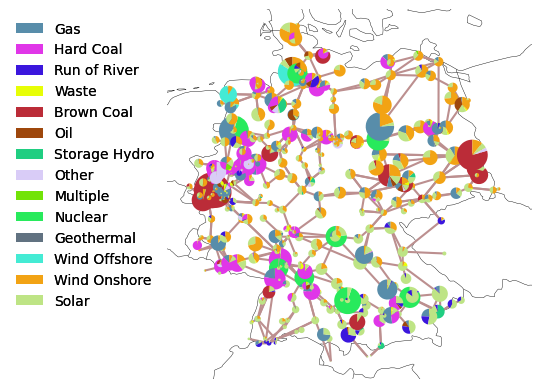 Gas
Hard Coal
Run of River
Waste
Brown Coal
Oil
Storage Hydro
Other
Multiple
Nuclear
Geothermal
Wind Offshore
Wind Onshore
Solar